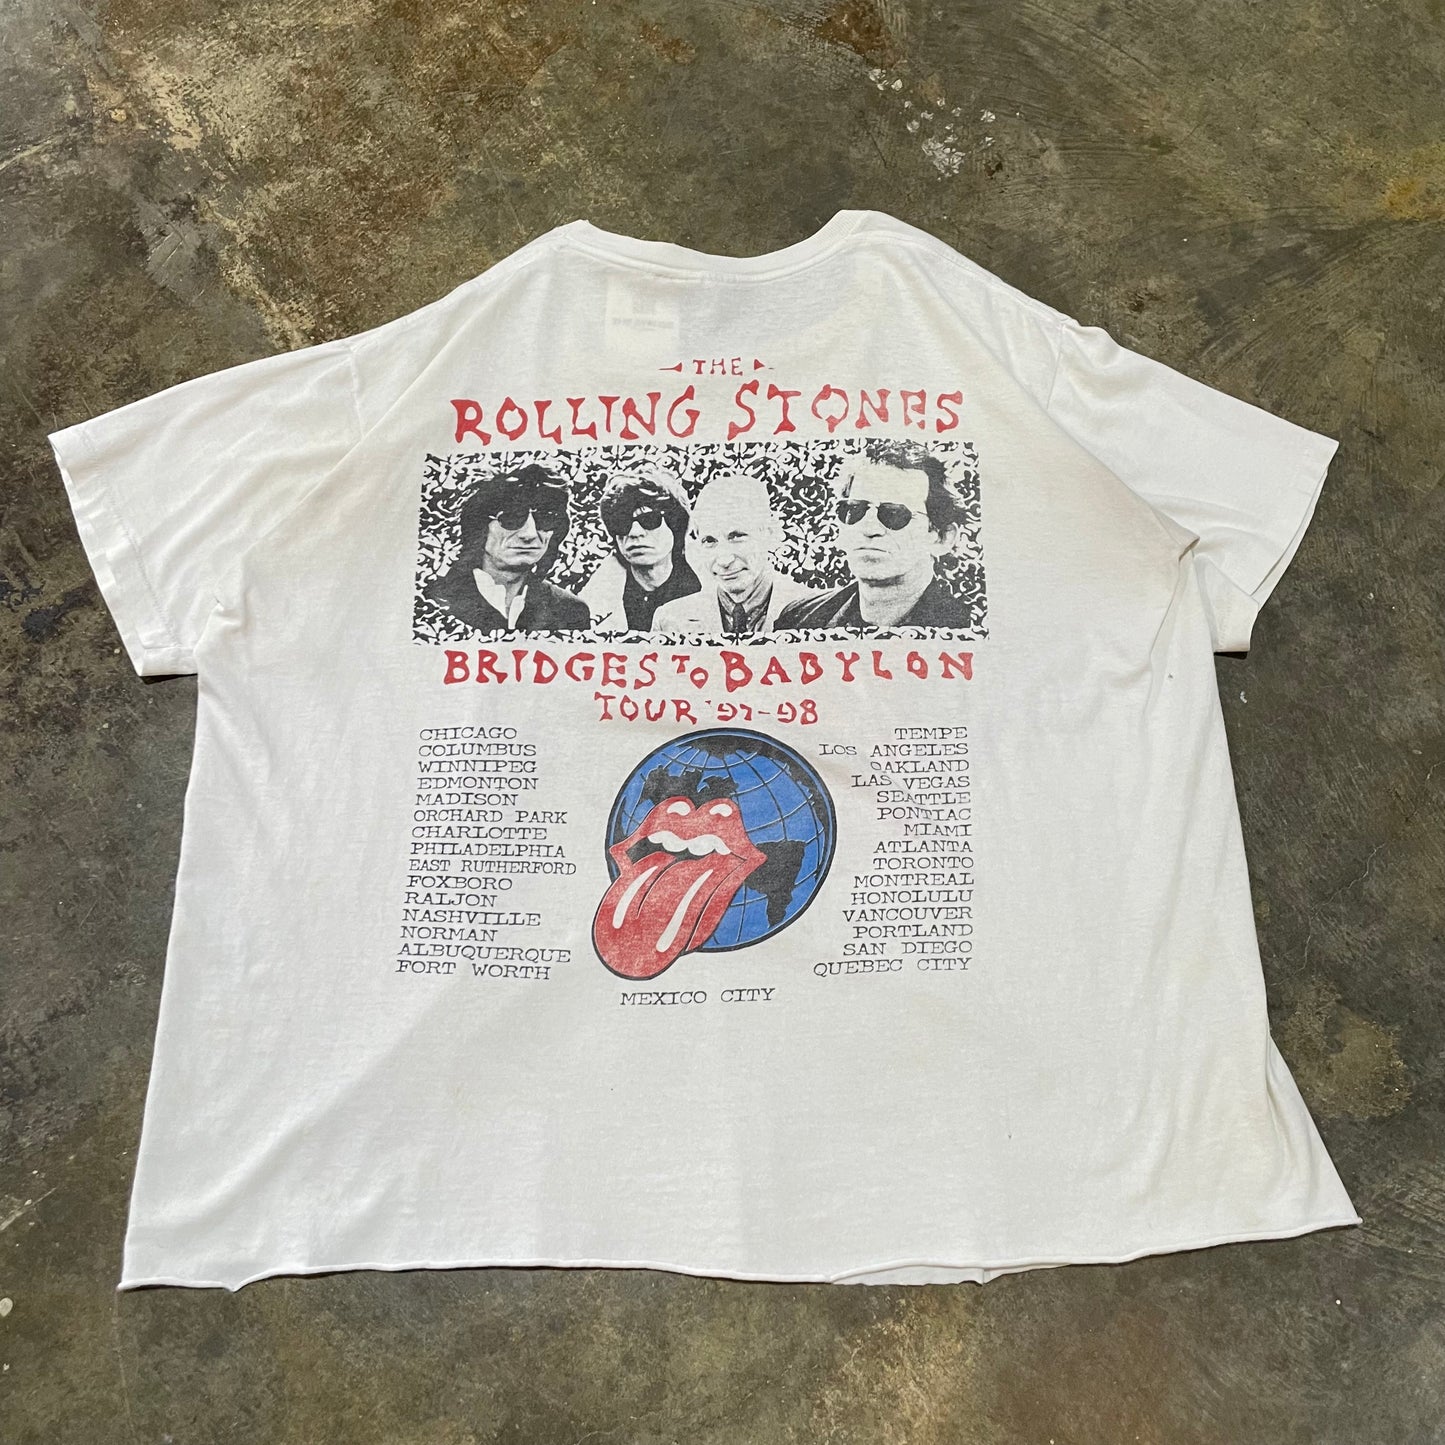 THE
ROLLING STONES
BRIDGES TO BABYLON
TOUR '97-98
CHICAGO
COLUMBUS
WINNIPEG
EDMONTON
MADISON
ORCHARD PARK
CHARLOTTE
PHILADELPHIA
EAST RUTHERFORD
FOXBORO
RALJON
NASHVILLE
NORMAN
ALBUQUERQUE
FORT WORTH
TEMPE
LOS ANGELES
OAKLAND
LAS VEGAS
SEATTLE
PONTIAC
MIAMI
ATLANTA
TORONTO
MONTREAL
HONOLULU
VANCOUVER
PORTLAND
SAN DIEGO
QUEBEC CITY
MEXICO CITY